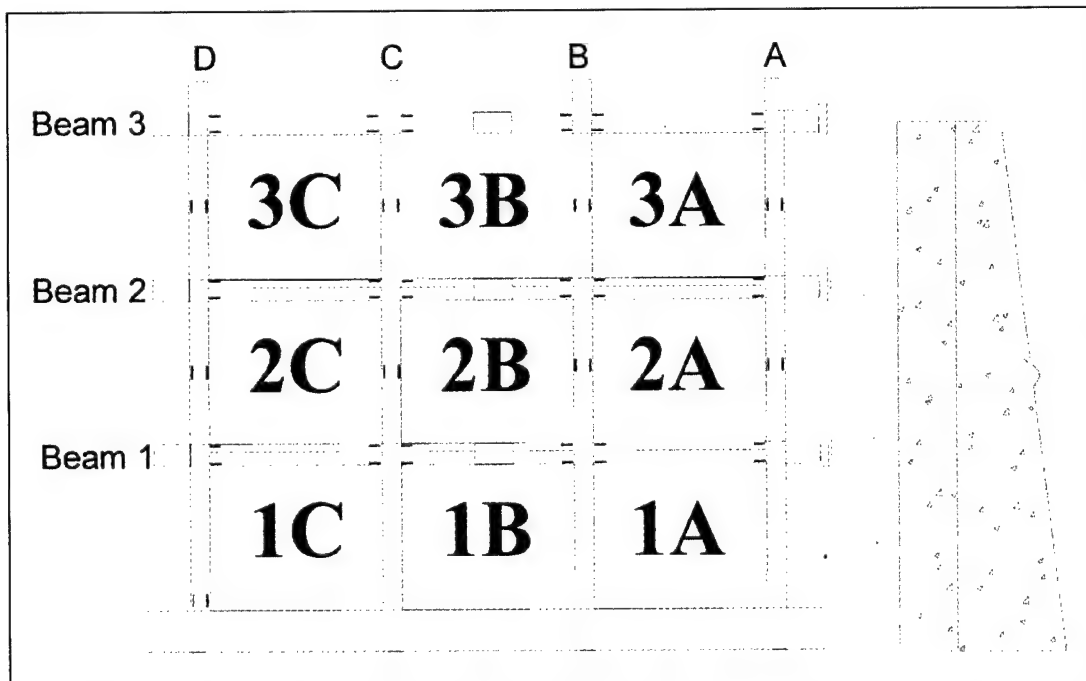 D C B A
Beam 3
3C 3B 3A
Beam 2
2C 2B 2A
Beam 1
1C 1B 1A